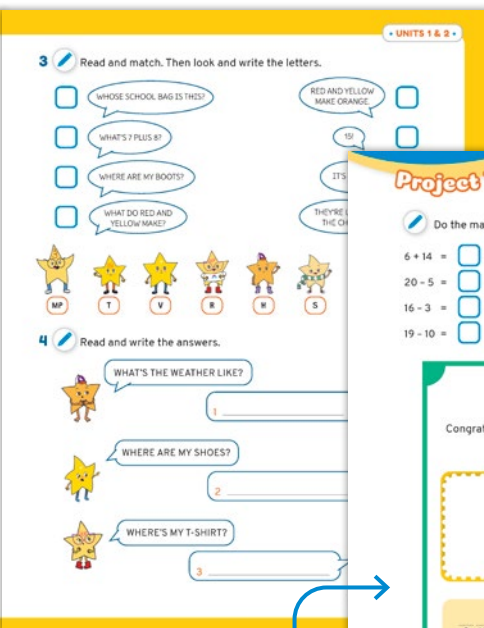 • UNITS 1 & 2 •
3 Read and match. Then look and write the letters.
WHOSE SCHOOL BAG IS THIS?
RED AND YELLOW
MAKE ORANGE.
WHAT'S 7 PLUS 8?
15!
WHERE ARE MY BOOTS?
IT'S
WHAT DO RED AND
YELLOW MAKE?
THEY'RE
THE
MP T V R H S
4 Read and write the answers.
WHAT'S THE WEATHER LIKE?
1
WHERE ARE MY SHOES?
2
WHERE'S MY T-SHIRT?
3
Project
Do the ma
6 + 14 =
20 - 5 =
16 - 3 =
19 - 10 =
Congrat